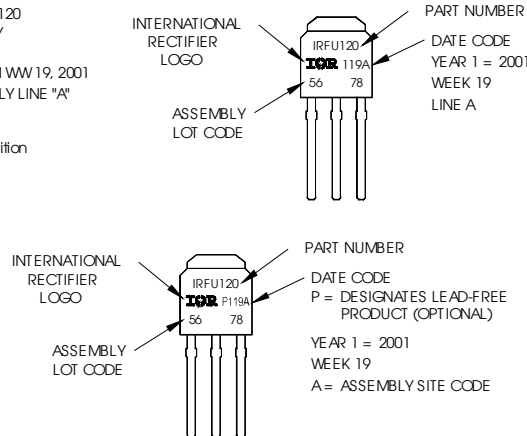 120
WW 19, 2001
LY LINE "A"
ition
INTERNATIONAL
RECTIFIER
LOGO
ASSEMBLY
LOT CODE
IRFU120
IOR 119A
56 78
PART NUMBER
DATE CODE
YEAR 1 = 2001
WEEK 19
LINE A
INTERNATIONAL
RECTIFIER
LOGO
ASSEMBLY
LOT CODE
IRFU120
IOR P119A
56 78
PART NUMBER
DATE CODE
P = DESIGNATES LEAD-FREE
PRODUCT (OPTIONAL)
YEAR 1 = 2001
WEEK 19
A = ASSEMBLY SITE CODE